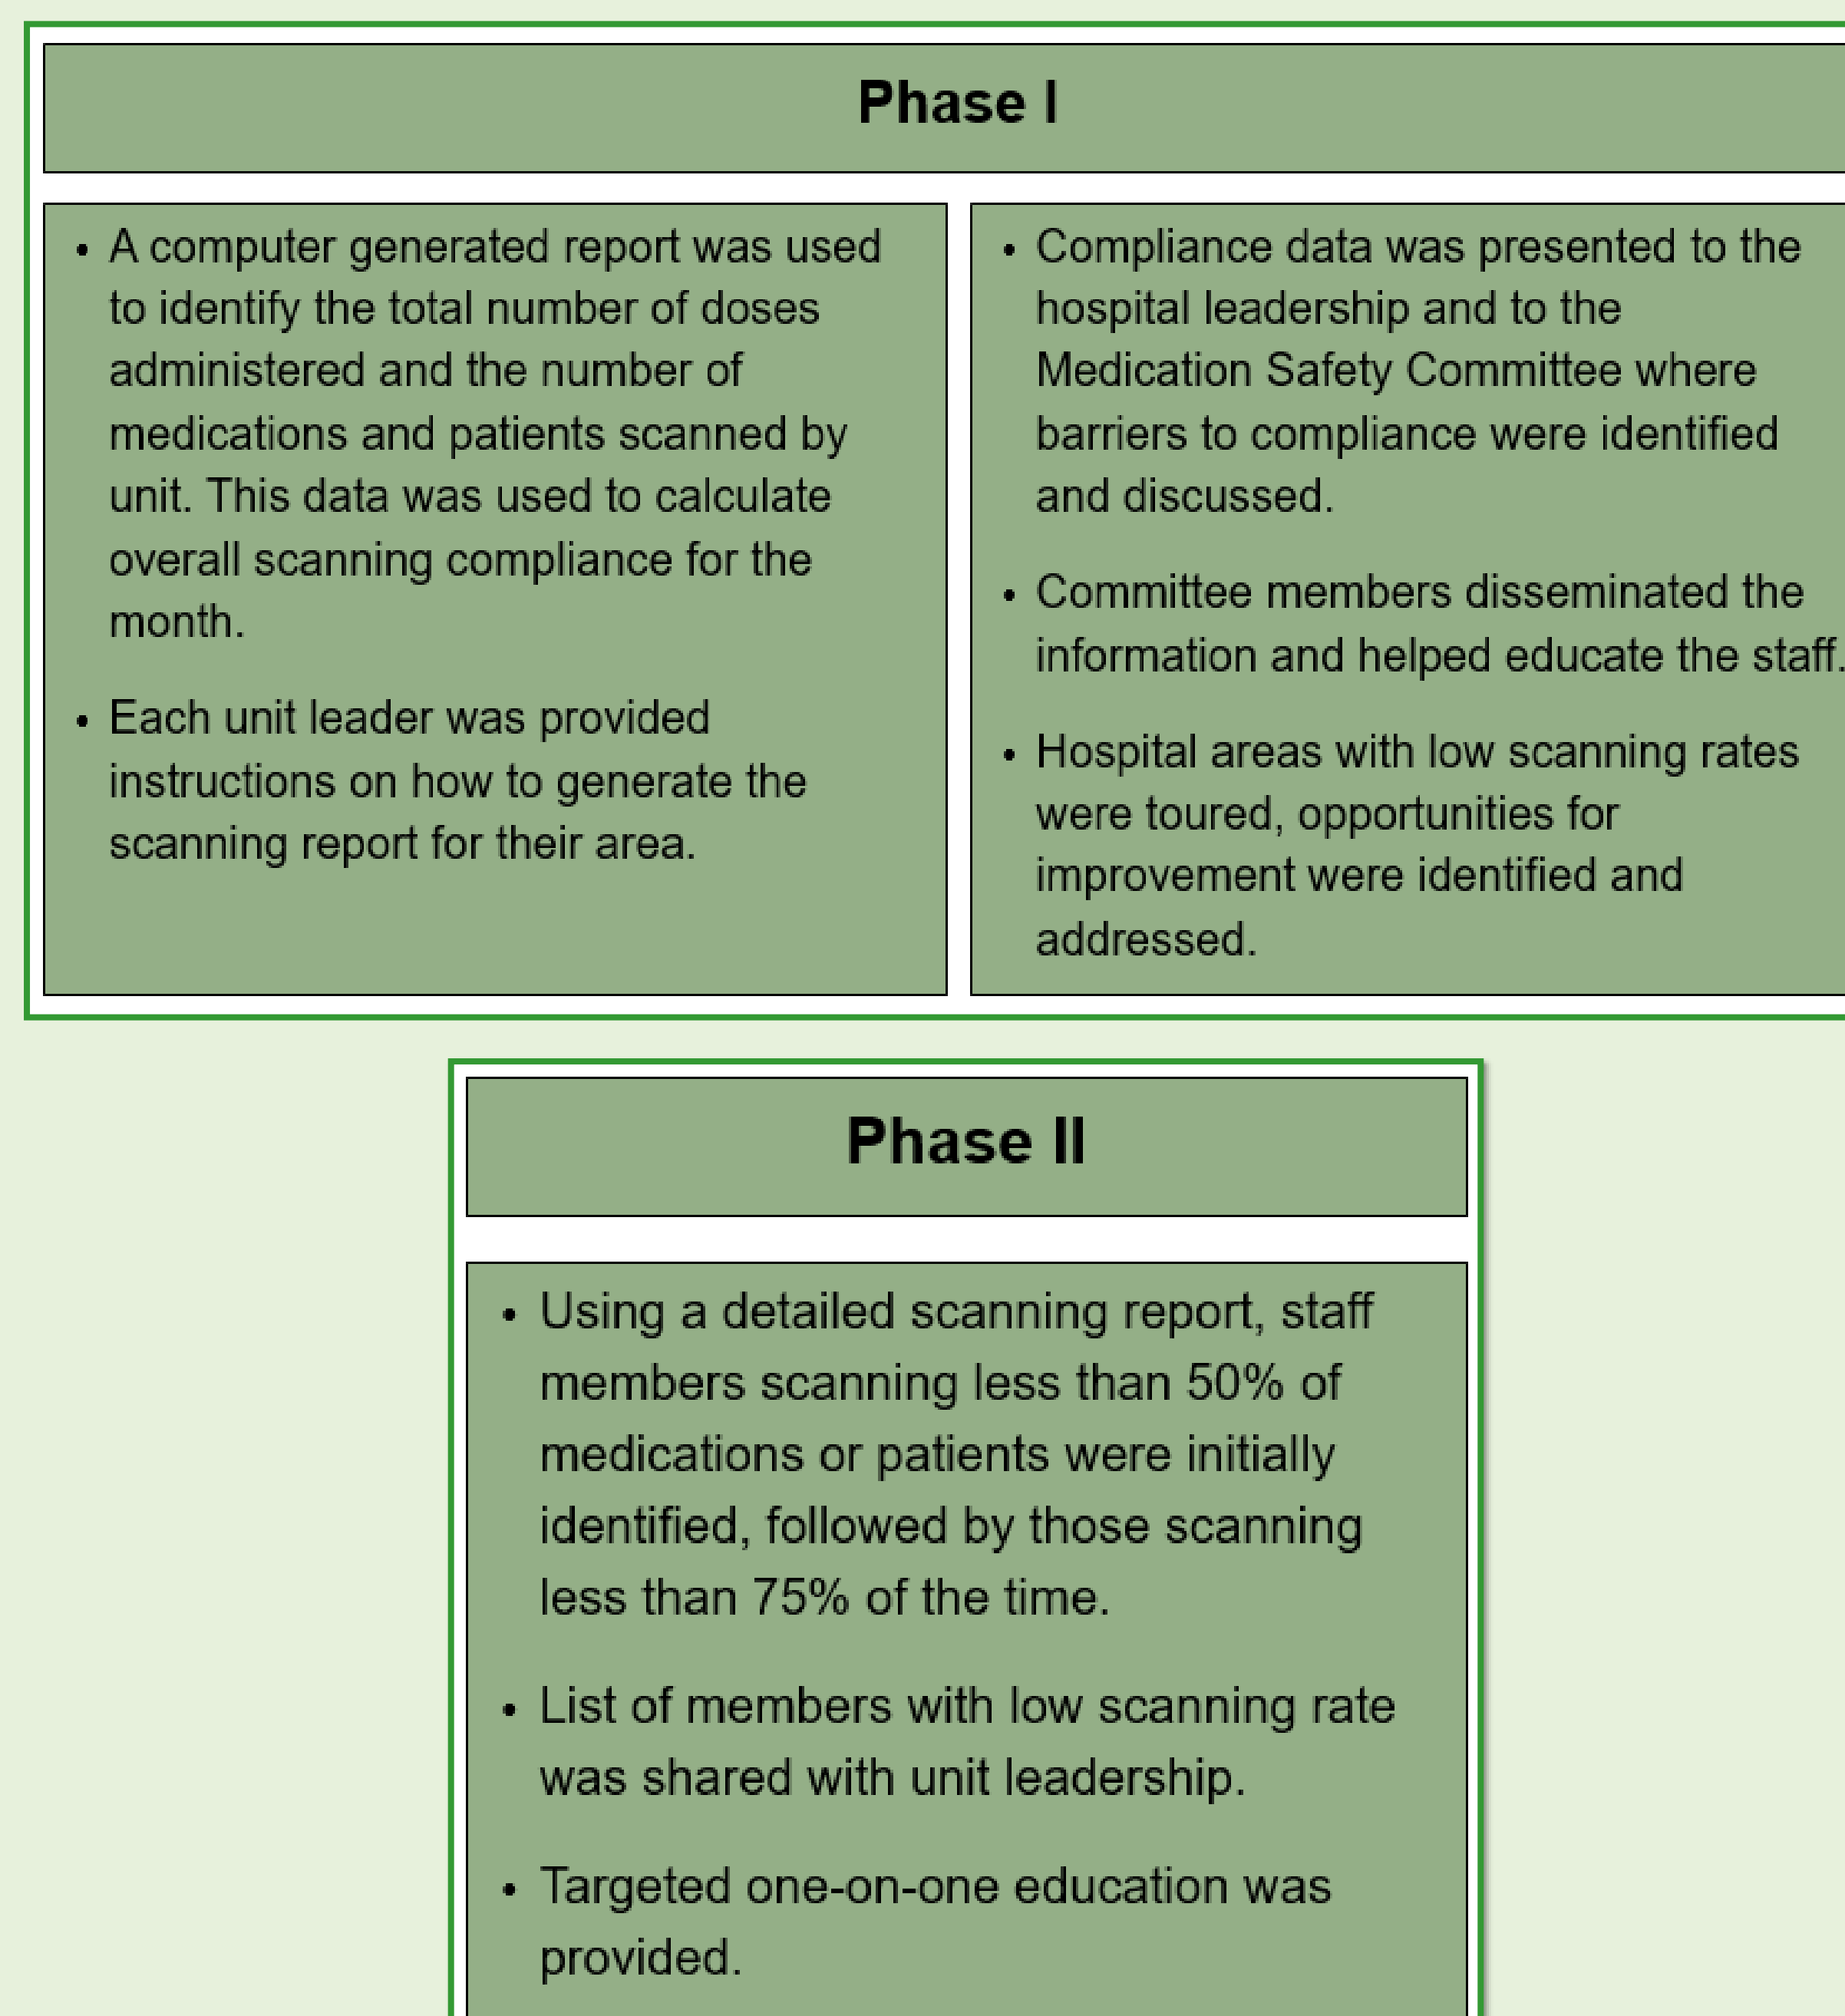 Phase I
• A computer generated report was used
to identify the total number of doses
administered and the number of
medications and patients scanned by
unit. This data was used to calculate
overall scanning compliance for the
month.
• Each unit leader was provided
instructions on how to generate the
scanning report for their area.
• Compliance data was presented to the
hospital leadership and to the
Medication Safety Committee where
barriers to compliance were identified
and discussed.
• Committee members disseminated the
information and helped educate the staff.
• Hospital areas with low scanning rates
were toured, opportunities for
improvement were identified and
addressed.
Phase II
• Using a detailed scanning report, staff
members scanning less than 50% of
medications or patients were initially
identified, followed by those scanning
less than 75% of the time.
• List of members with low scanning rate
was shared with unit leadership.
• Targeted one-on-one education was
provided.